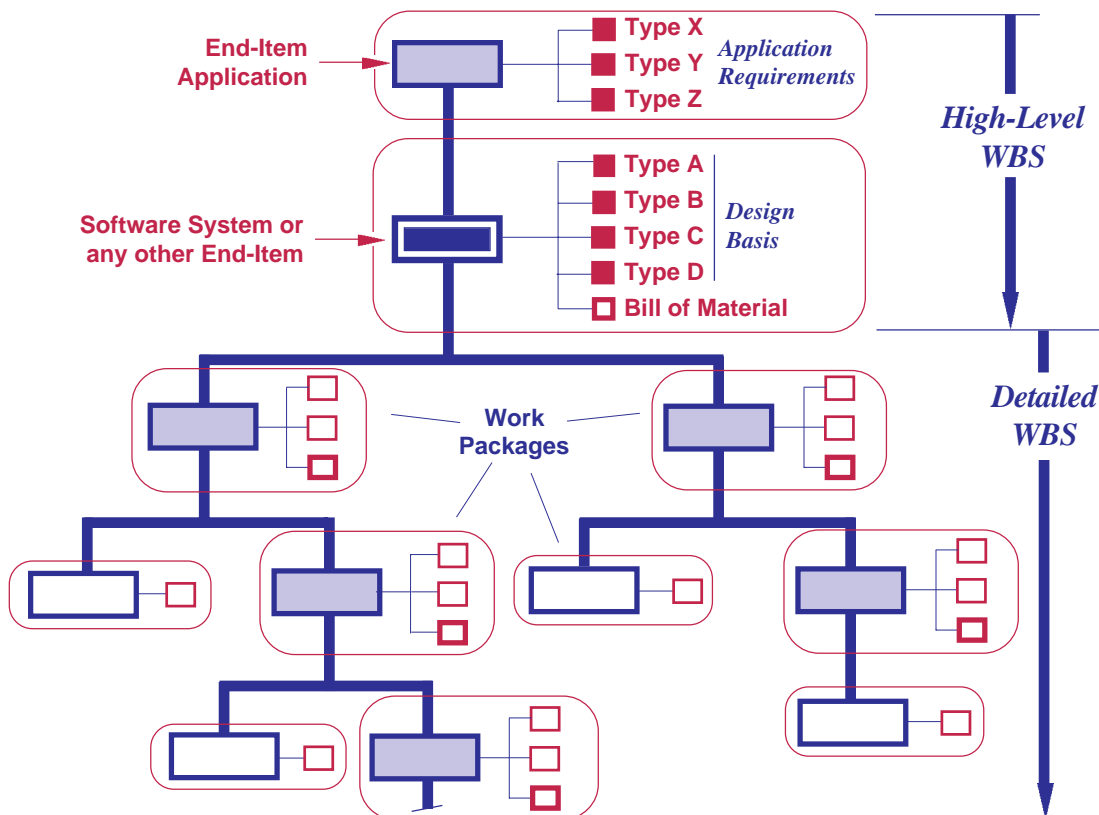 End-Item
Application
Type X
Type Y
Type Z
Application
Requirements
High-Level
WBS
Software System or
any other End-Item
Type A
Type B
Type C
Type D
Bill of Material
Design
Basis
Work
Packages
Detailed
WBS